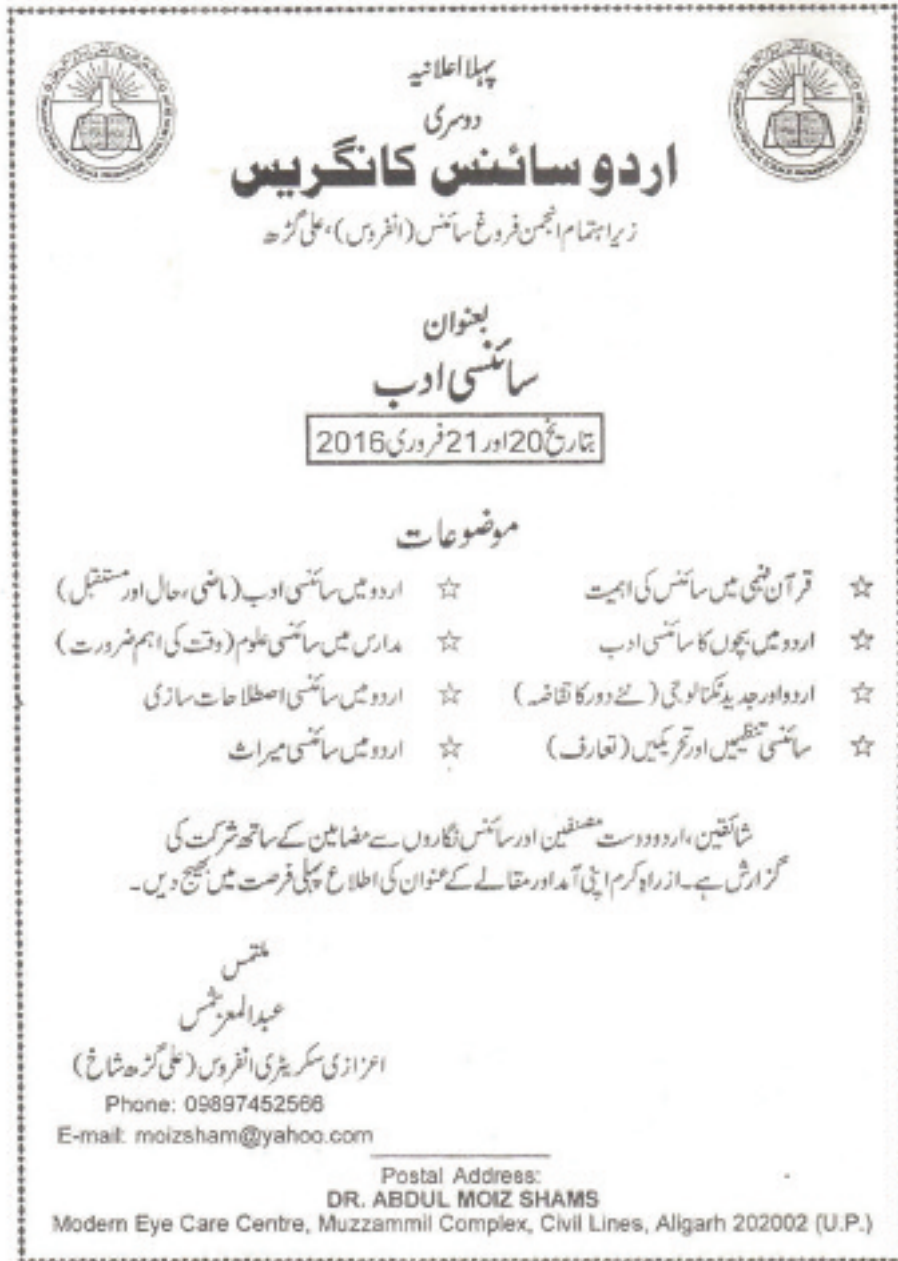 پہلا اعلانیہ
دوسری
اردو سائنس کانگریس
زیر اہتمام انجمن فروغ سائنس (انفروس)، علی گڑھ
بعنوان
سائنسی ادب
بتاریخ 20 اور 21 فروری 2016
موضوعات
☆ قرآن فہمی میں سائنس کی اہمیت ☆ اردو میں سائنسی ادب (ماضی، حال اور مستقبل)
☆ اردو میں بچوں کا سائنسی ادب ☆ مدارس میں سائنسی علوم (وقت کی اہم ضرورت)
☆ اردو اور جدید ٹکنالوجی (نئے دور کا تقاضہ) ☆ اردو میں سائنسی اصطلاحات سازی
☆ سائنسی تنظیمیں اور تحریکیں (تعارف) ☆ اردو میں سائنسی میراث
شائقین، اردو دوست مصنفین اور سائنس نگاروں سے مضامین کے ساتھ شرکت کی
گزارش ہے۔ از راہ کرم اپنی آمد اور مقالے کے عنوان کی اطلاع پہلی فرصت میں بھیج دیں۔
ملتمس
عبدالمعز شمس
اعزازی سکریٹری انفروس (علی گڑھ شاخ)
Phone: 09897452566
E-mail: moizsham@yahoo.com
Postal Address:
DR. ABDUL MOIZ SHAMS
Modern Eye Care Centre, Muzzammil Complex, Civil Lines, Aligarh 202002 (U.P.)